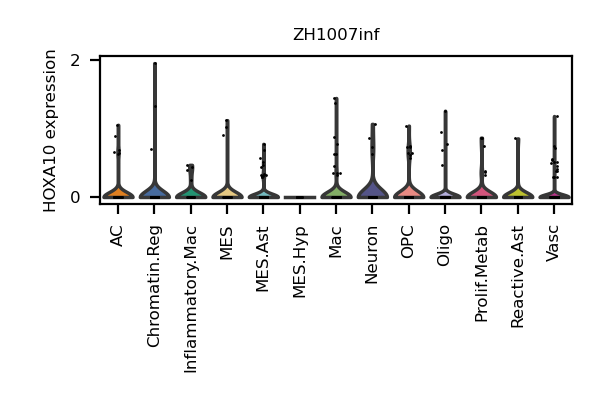 ZH1007inf
HOXA10 expression
2
0
AC
Chromatin.Reg
Inflammatory.Mac
MES
MES.Ast
MES.Hyp
Mac
Neuron
OPC
Oligo
Prolif.Metab
Reactive.Ast
Vasc